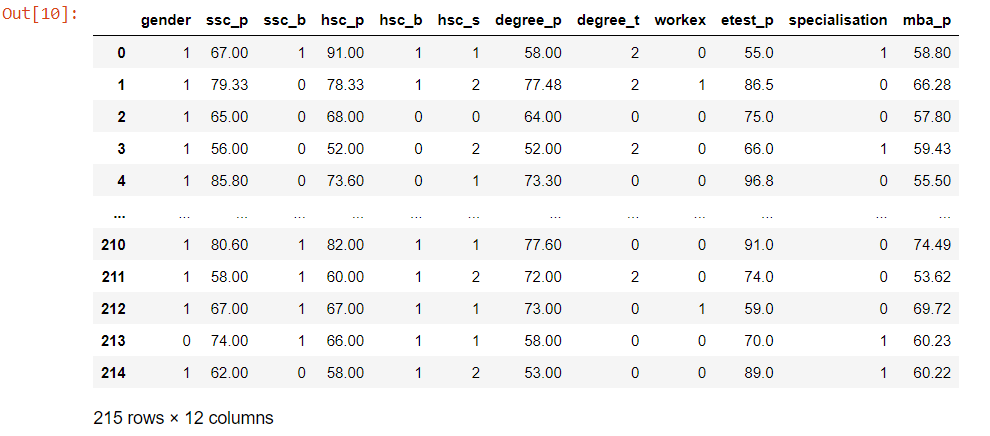 Out[10]:
gender ssc_p ssc_b hsc_p hsc_b hsc_s degree_p degree_t workex etest_p specialisation mba_p
0 1 67.00 1 91.00 1 1 58.00 2 0 55.0 1 58.80
1 1 79.33 0 78.33 1 2 77.48 2 1 86.5 0 66.28
2 1 65.00 0 68.00 0 0 64.00 0 0 75.0 0 57.80
3 1 56.00 0 52.00 0 2 52.00 2 0 66.0 1 59.43
4 1 85.80 0 73.60 0 1 73.30 0 0 96.8 0 55.50
... ... ... ... ... ... ... ... ... ... ... ... ...
210 1 80.60 1 82.00 1 1 77.60 0 0 91.0 0 74.49
211 1 58.00 1 60.00 1 2 72.00 2 0 74.0 0 53.62
212 1 67.00 1 67.00 1 1 73.00 0 1 59.0 0 69.72
213 0 74.00 1 66.00 1 1 58.00 0 0 70.0 1 60.23
214 1 62.00 0 58.00 1 2 53.00 0 0 89.0 1 60.22
215 rows × 12 columns